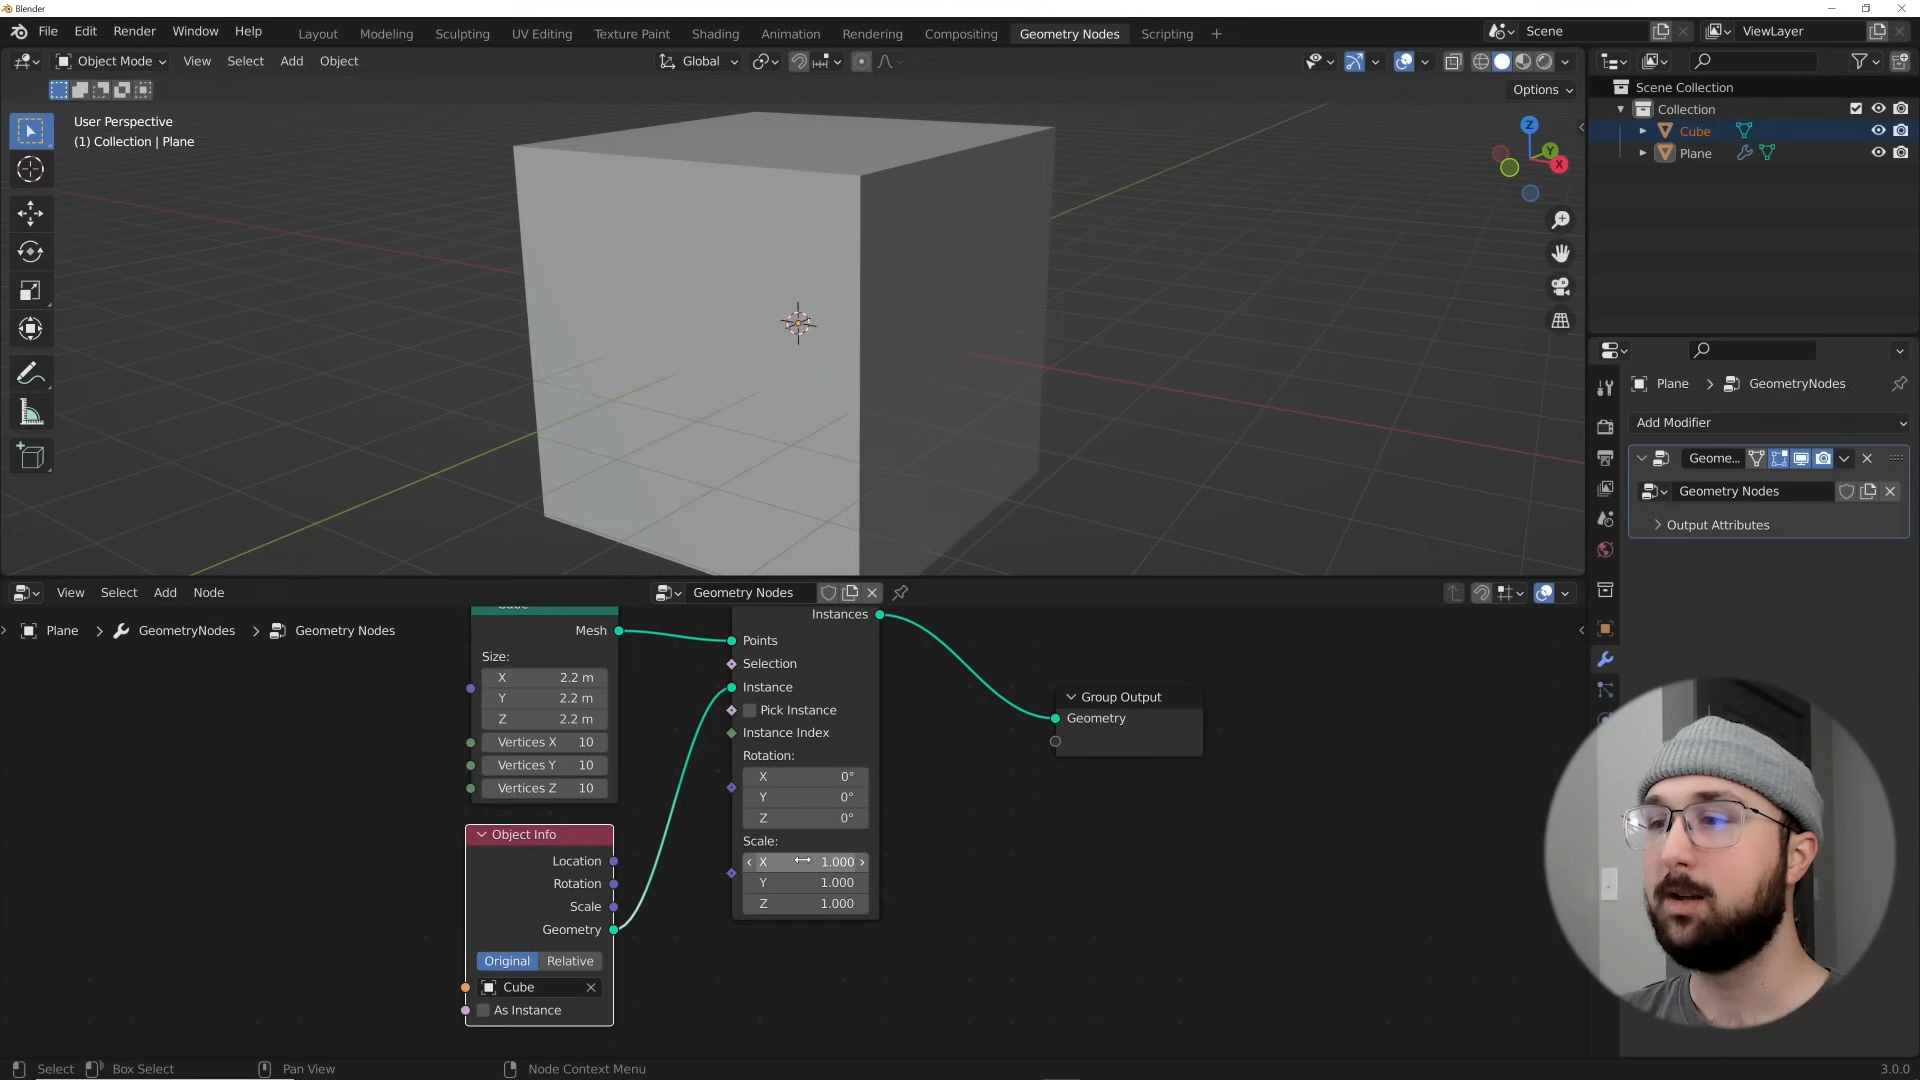 Blender
File Edit Render Window Help
Layout Modeling Sculpting UV Editing Texture Paint Shading Animation Rendering Compositing Geometry Nodes Scripting +
Scene
ViewLayer
Object Mode View Select Add Object
Global
Options
User Perspective
(1) Collection | Plane
Z
Y
X
Scene Collection
Collection
Cube
Plane
Plane > GeometryNodes
Add Modifier
Geome...
Geometry Nodes
Output Attributes
View Select Add Node
Geometry Nodes
Plane > GeometryNodes > Geometry Nodes
Cube
Mesh
Size:
X 2.2 m
Y 2.2 m
Z 2.2 m
Vertices X 10
Vertices Y 10
Vertices Z 10
Instances
Points
Selection
Instance
Pick Instance
Instance Index
Rotation:
X 0°
Y 0°
Z 0°
Scale:
X 1.000
Y 1.000
Z 1.000
Group Output
Geometry
Object Info
Location
Rotation
Scale
Geometry
Original Relative
Cube
As Instance
Select Box Select Pan View Node Context Menu
3.0.0